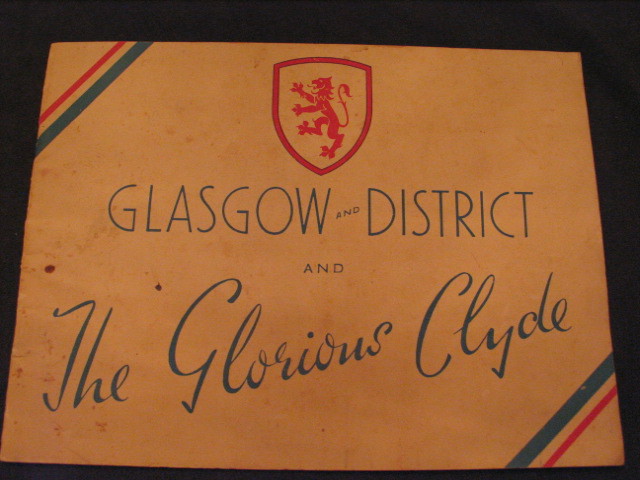 GLASGOW AND DISTRICT
AND
The Glorious Clyde